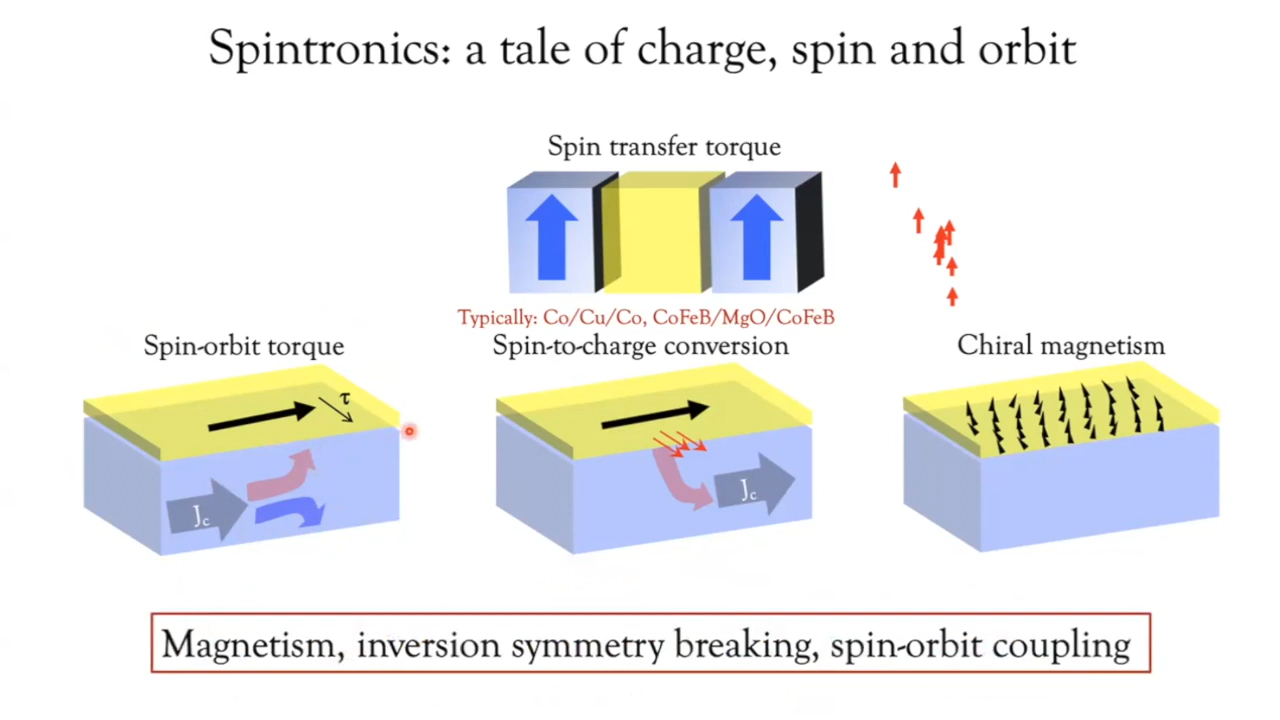 Spintronics: a tale of charge, spin and orbit
Spin transfer torque
Typically: Co/Cu/Co, CoFeB/MgO/CoFeB
Spin-orbit torque
Spin-to-charge conversion
Chiral magnetism
τ
Jc
Jc
Magnetism, inversion symmetry breaking, spin-orbit coupling